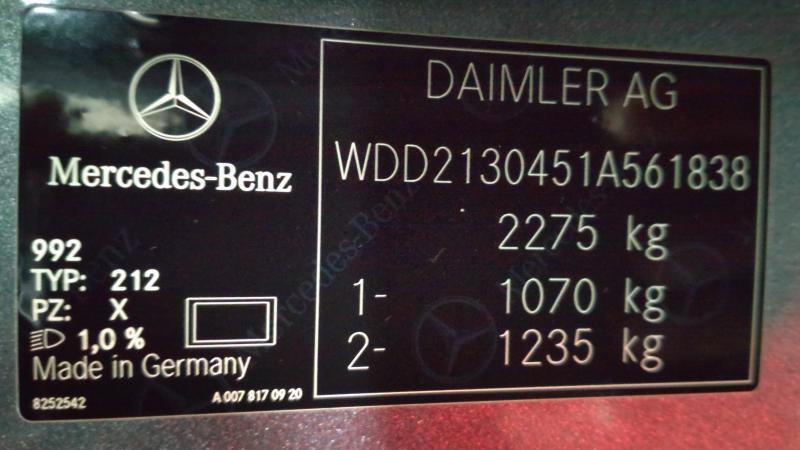 Mercedes-Benz
992
TYP: 212
PZ: X
1,0 %
Made in Germany
8252542
A 007 817 09 20
DAIMLER AG
WDD2130451A561838
2275 kg
1- 1070 kg
2- 1235 kg